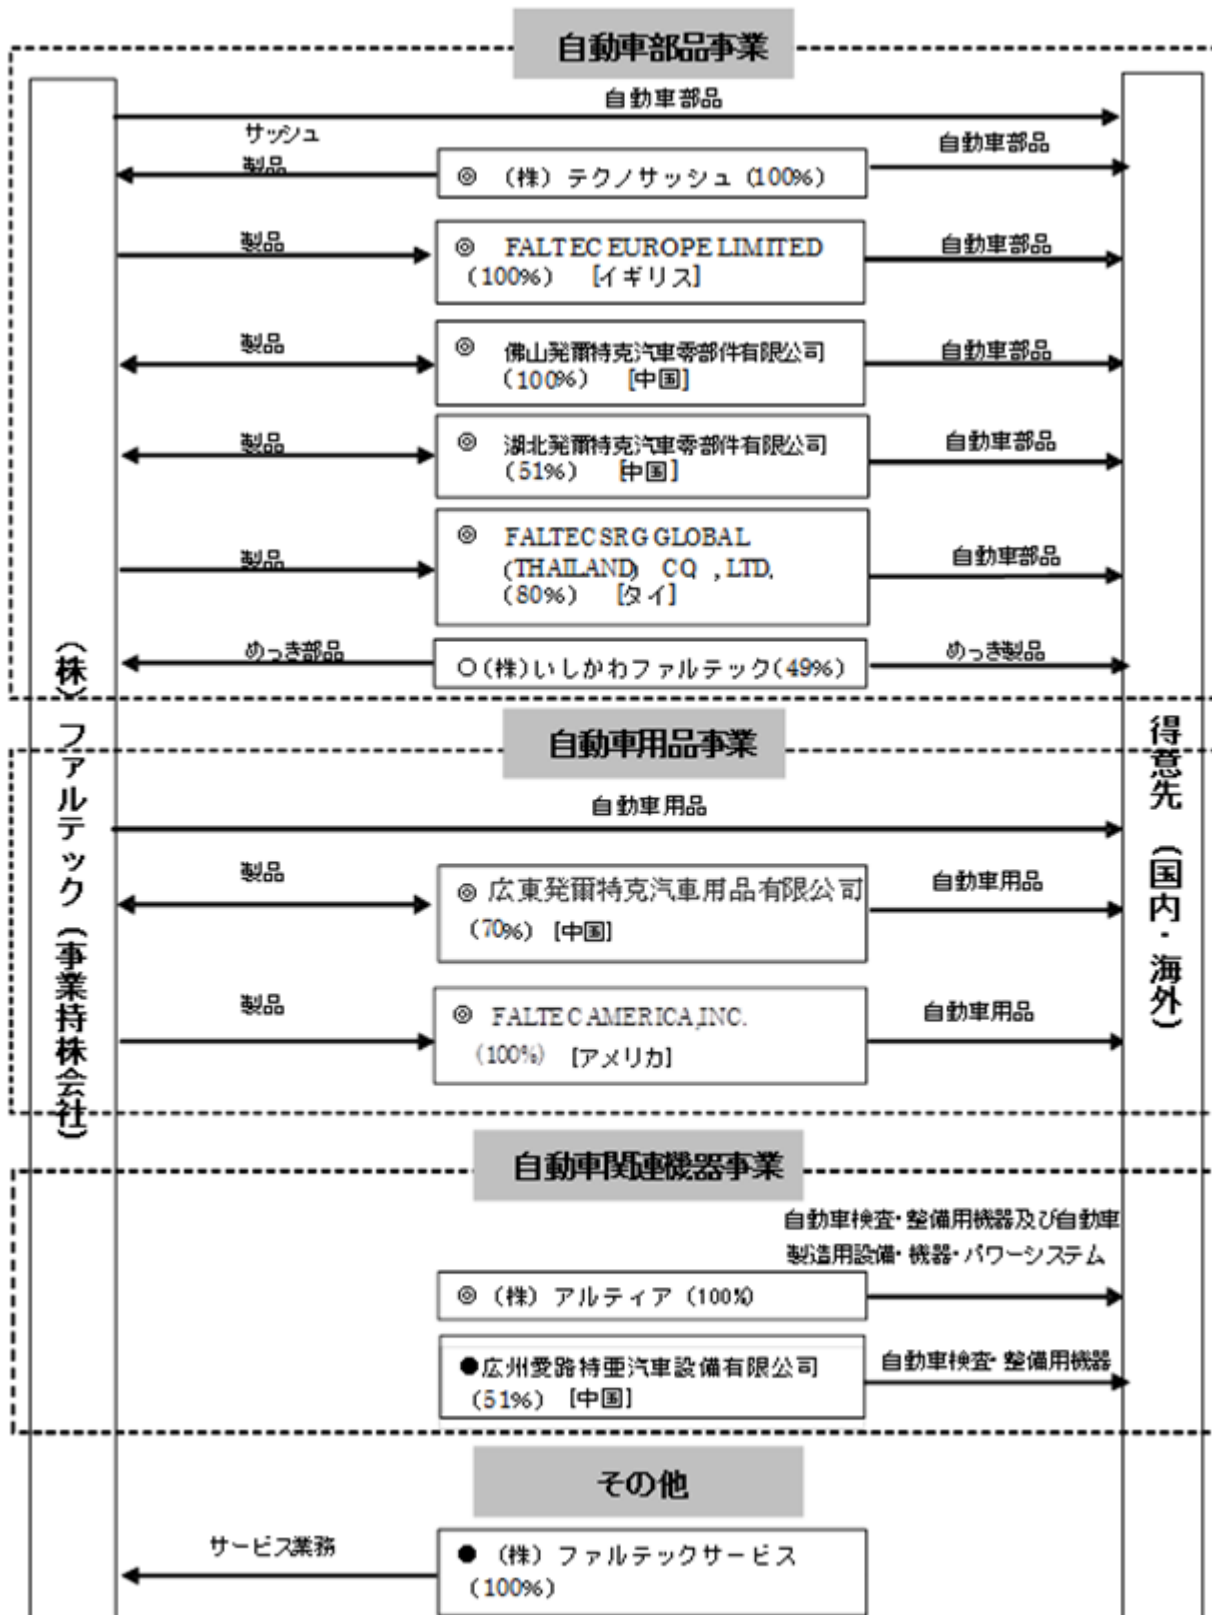 自動車部品事業
自動車部品
サッシュ
製品
◎ （株）テクノサッシュ (100%)
自動車部品
製品
◎ FALTEC EUROPE LIMITED
(100%) [イギリス]
自動車部品
製品
◎ 佛山発爾特克汽車零部件有限公司
(100%) [中国]
自動車部品
製品
◎ 湖北発爾特克汽車零部件有限公司
(51%) [中国]
自動車部品
製品
◎ FALTEC SRG GLOBAL
(THAILAND) CO., LTD.
(80%) [タイ]
自動車部品
めっき部品
○(株)いしかわファルテック(49%)
めっき製品
（株）ファルテック（事業持株会社）
得意先（国内・海外）
自動車用品事業
自動車用品
製品
◎ 広東発爾特克汽車用品有限公司
(70%) [中国]
自動車用品
製品
◎ FALTEC AMERICA,INC.
(100%) [アメリカ]
自動車用品
自動車関連機器事業
自動車検査・整備用機器及び自動車
製造用設備・機器・パワーシステム
◎ （株）アルティア (100%)
●広州愛路特亜汽車設備有限公司
(51%) [中国]
自動車検査・整備用機器
その他
サービス業務
● （株）ファルテックサービス
(100%)